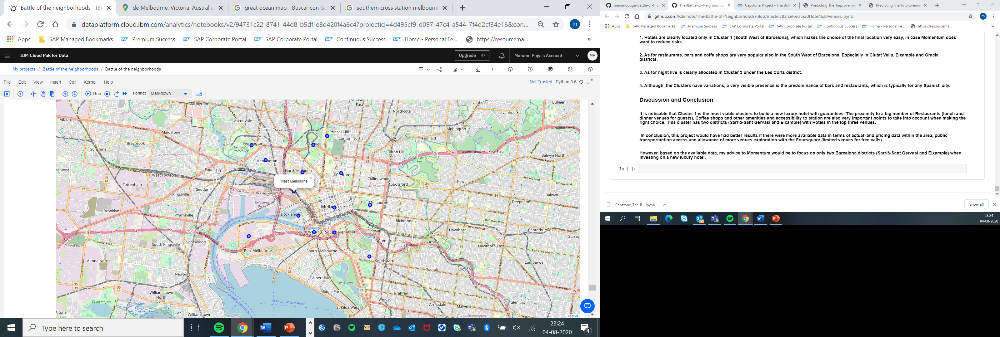 Battle of the neighborhoods - IBM
de Melbourne, Victoria, Australia
great ocean map - Buscar con Go
southern cross station melbourne
dataplatform.cloud.ibm.com/analytics/notebooks/v2/94731c22-8741-44d8-b5df-e8d420f4a6c4?projectid=4d495cf9-d097-47c4-a544-7f4d2cf34e16&con...
m
Apps
SAP Managed Bookmarks
Premium Success
SAP Corporate Portal
SAP Corporate Portal
Continuous Success
Home - Personal Fe...
https://resourcema...
»
IBM Cloud Pak for Data
Upgrade
Mariano Puga's Account
MP
My projects / Battle of the neighborhoods / Battle of the neighborhoods
File Edit View Insert Cell Kernel Help
Not Trusted | Python 3.6
Run
Format
Markdown
Maribyrnong
Brunswick East
Northcote
Ivanhoe
Bulleen
Albion
Ascot Vale
City of Moreland
Ivanhoe East
Yarra Flats
Ballarat Road
Travancore
Alphington
Eastern Freeway
Maidstone
Princes Hill
Carlton North
Fairfield
Braybrook
Flemington
Flemington Racecourse
Parkville
Sunshine
City of Maribyrnong
Clifton Hill
Kew East
Balwyn North
Kensington
Yarra Bend Park
Footscray
North Melbourne
Carlton
West Footscray
Collingwood
Kew
West Melbourne
Abbotsford
Tottenham
Seddon
Kingsville
City of Yarra
Balwyn
Melbourne Docks
Melbourne
East Melbourne
Deepdene
Brooklyn
Yarraville
Docklands
Richmond
Hawthorn
Canterbury
Surrey
South Wharf
Southbank
Spotswood
South Kingsville
Cremorne
Burnley
Hawthorn East
Port Melbourne
South Melbourne
Altona North
South Yarra
Toorak
Kooyong
Camberwell
Newport
Albert Park
Albert Park
Middle Park
Prahran
Williamstown North
St Kilda - Williamstown
Windsor
Glen Iris
Grant Reserve
Altona Coastal Park Conservation
St Kilda West
Armadale
Malvern
Altona
Williamstown
City of Stonnington
Leaflet
Type here to search
23:24
04-08-2020
4
marianopuga/Battle-of-the
The-Battle-of-Neighborhoo
Capstone Project - The Batt
Predicting_the_Improveme
Predicting_the_Improveme
github.com/Rdelhote/The-Battle-of-Neighborhoods/blob/master/Barcelona%20Hotel%20Venues.ipynb
m
Apps
SAP Managed Bookmarks
Premium Success
SAP Corporate Portal
SAP Corporate Portal
Continuous Success
Home - Personal Fe...
https://resourcema...
»
1. Hotels are clearly located only in Cluster 1 (South West of Barcelona), which makes the choice of the final location very easy, in case Momentum does
want to reduce risks.
2. As for restaurants, bars and coffe shops are very popular also in the South West of Barcelona. Especially in Ciutat Vella, Eixample and Gracia
districts.
3. As for night live is clearly allocated in Cluster 3 under the Les Corts district.
4. Although, the Clusters have variations, a very visible presence is the predominance of bars and restaurants, which is typically for any Spanish city.
Discussion and Conclusion
It is noticable that Cluster 1 is the most viable clusters to build a new luxury hotel with guarantees. The proximity to a big number of Restaurants (lunch and
dinner venues for guests), Coffee shops and other amenities and accessibility to station are also very important points to take into account when making the
right choice. This cluster has two districts (Sarriá-Sant Gervasi and Eixample) with Hotels in the top three venues.
In conclusion, this project would have had better results if there were more available data in terms of actual land pricing data within the area, public
transportantion access and allowance of more venues exploration with the Foursquare (limited venues for free calls).
However, based on the available data, my advice to Momentum would be to focus on only two Barcelona districts (Sarriá-Sant Gervasi and Eixample) when
investing on a new luxury hotel.
In [ ]:
Capstone_The-B....ipynb
Show all
23:24
04-08-2020